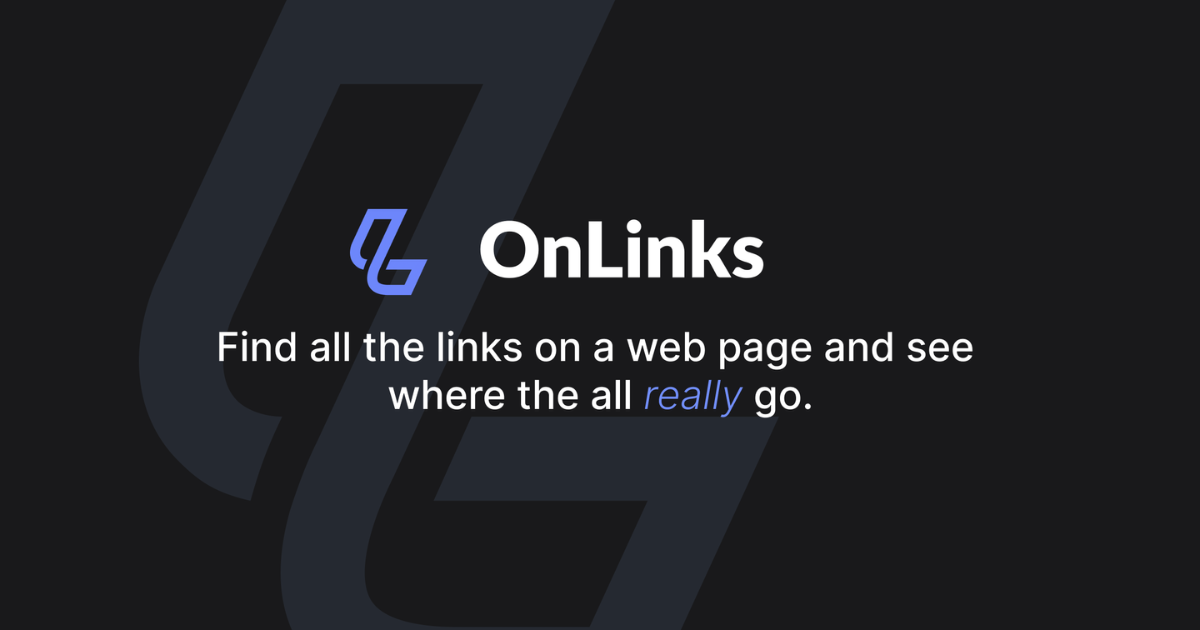 OnLinks
Find all the links on a web page and see
where the all really go.